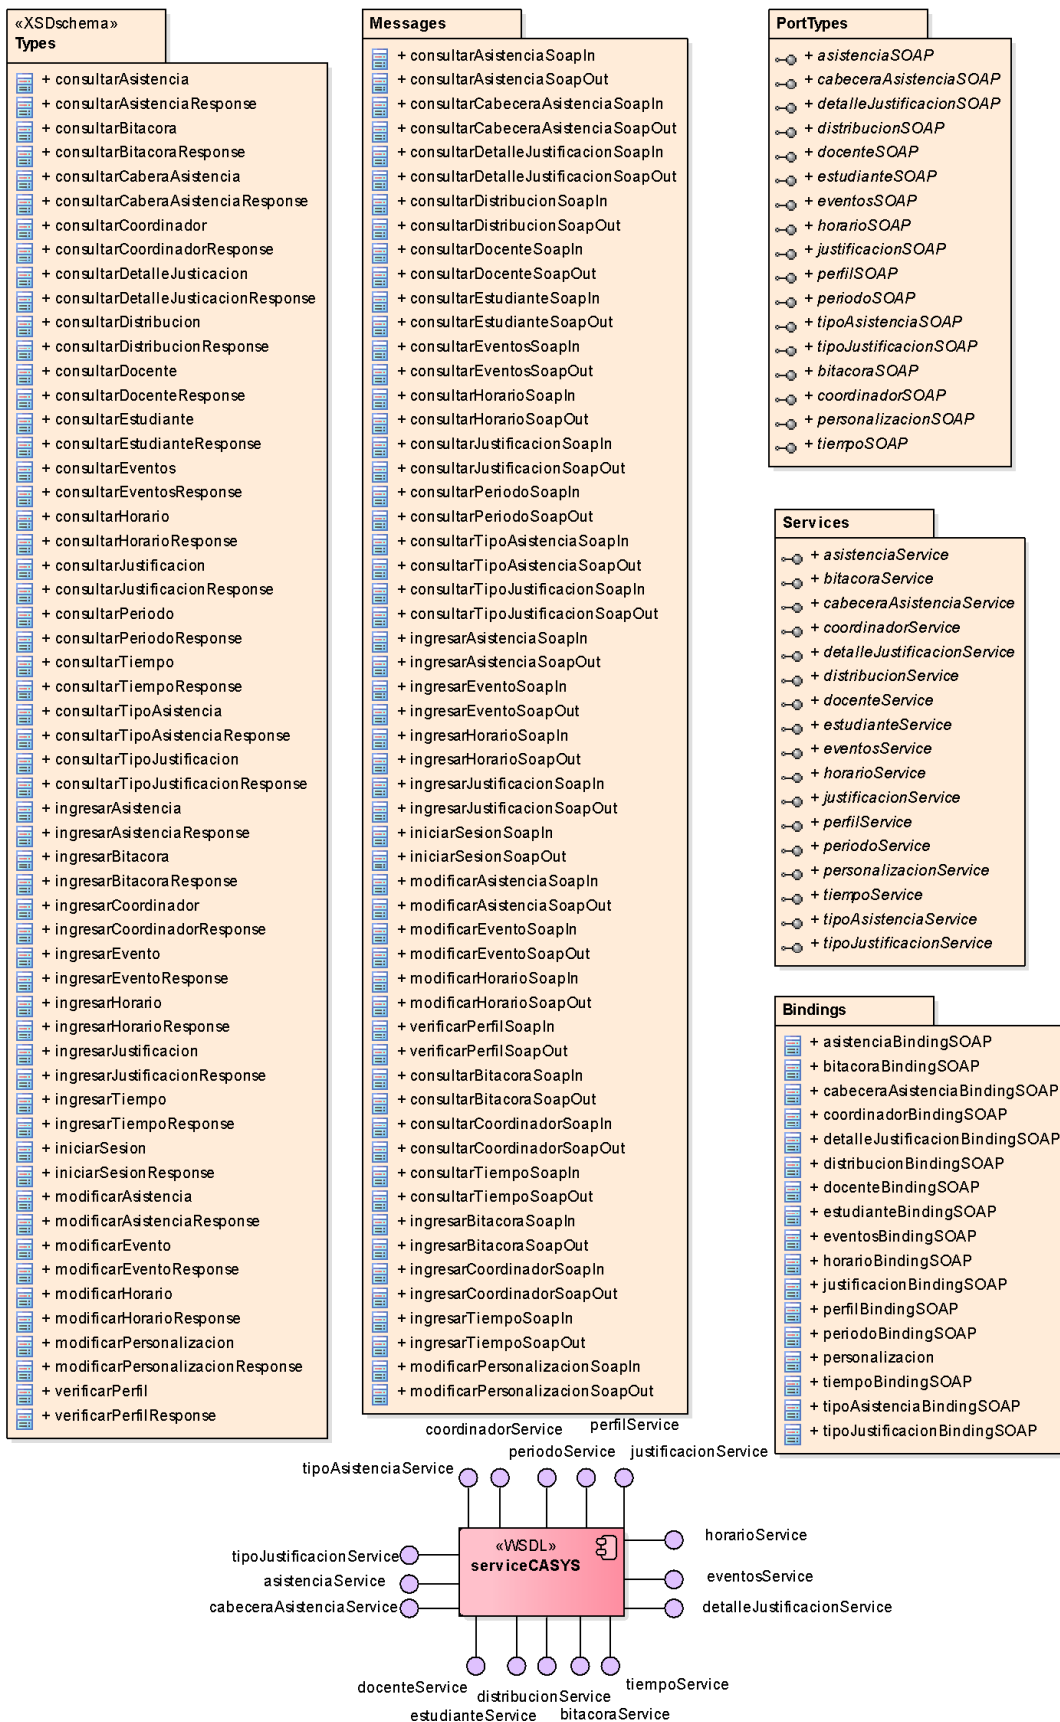 «XSDschema»
Types
+ consultarAsistencia
+ consultarAsistenciaResponse
+ consultarBitacora
+ consultarBitacoraResponse
+ consultarCaberaAsistencia
+ consultarCaberaAsistenciaResponse
+ consultarCoordinador
+ consultarCoordinadorResponse
+ consultarDetalleJusticacion
+ consultarDetalleJusticacionResponse
+ consultarDistribucion
+ consultarDistribucionResponse
+ consultarDocente
+ consultarDocenteResponse
+ consultarEstudiante
+ consultarEstudianteResponse
+ consultarEventos
+ consultarEventosResponse
+ consultarHorario
+ consultarHorarioResponse
+ consultarJustificacion
+ consultarJustificacionResponse
+ consultarPeriodo
+ consultarPeriodoResponse
+ consultarTiempo
+ consultarTiempoResponse
+ consultarTipoAsistencia
+ consultarTipoAsistenciaResponse
+ consultarTipoJustificacion
+ consultarTipoJustificacionResponse
+ ingresarAsistencia
+ ingresarAsistenciaResponse
+ ingresarBitacora
+ ingresarBitacoraResponse
+ ingresarCoordinador
+ ingresarCoordinadorResponse
+ ingresarEvento
+ ingresarEventoResponse
+ ingresarHorario
+ ingresarHorarioResponse
+ ingresarJustificacion
+ ingresarJustificacionResponse
+ ingresarTiempo
+ ingresarTiempoResponse
+ iniciarSesion
+ iniciarSesionResponse
+ modificarAsistencia
+ modificarAsistenciaResponse
+ modificarEvento
+ modificarEventoResponse
+ modificarHorario
+ modificarHorarioResponse
+ modificarPersonalizacion
+ modificarPersonalizacionResponse
+ verificarPerfil
+ verificarPerfilResponse
Messages
+ consultarAsistenciaSoapIn
+ consultarAsistenciaSoapOut
+ consultarCabeceraAsistenciaSoapIn
+ consultarCabeceraAsistenciaSoapOut
+ consultarDetalleJustificacionSoapIn
+ consultarDetalleJustificacionSoapOut
+ consultarDistribucionSoapIn
+ consultarDistribucionSoapOut
+ consultarDocenteSoapIn
+ consultarDocenteSoapOut
+ consultarEstudianteSoapIn
+ consultarEstudianteSoapOut
+ consultarEventosSoapIn
+ consultarEventosSoapOut
+ consultarHorarioSoapIn
+ consultarHorarioSoapOut
+ consultarJustificacionSoapIn
+ consultarJustificacionSoapOut
+ consultarPeriodoSoapIn
+ consultarPeriodoSoapOut
+ consultarTipoAsistenciaSoapIn
+ consultarTipoAsistenciaSoapOut
+ consultarTipoJustificacionSoapIn
+ consultarTipoJustificacionSoapOut
+ ingresarAsistenciaSoapIn
+ ingresarAsistenciaSoapOut
+ ingresarEventoSoapIn
+ ingresarEventoSoapOut
+ ingresarHorarioSoapIn
+ ingresarHorarioSoapOut
+ ingresarJustificacionSoapIn
+ ingresarJustificacionSoapOut
+ iniciarSesionSoapIn
+ iniciarSesionSoapOut
+ modificarAsistenciaSoapIn
+ modificarAsistenciaSoapOut
+ modificarEventoSoapIn
+ modificarEventoSoapOut
+ modificarHorarioSoapIn
+ modificarHorarioSoapOut
+ verificarPerfilSoapIn
+ verificarPerfilSoapOut
+ consultarBitacoraSoapIn
+ consultarBitacoraSoapOut
+ consultarCoordinadorSoapIn
+ consultarCoordinadorSoapOut
+ consultarTiempoSoapIn
+ consultarTiempoSoapOut
+ ingresarBitacoraSoapIn
+ ingresarBitacoraSoapOut
+ ingresarCoordinadorSoapIn
+ ingresarCoordinadorSoapOut
+ ingresarTiempoSoapIn
+ ingresarTiempoSoapOut
+ modificarPersonalizacionSoapIn
+ modificarPersonalizacionSoapOut
PortTypes
+ asistenciaSOAP
+ cabeceraAsistenciaSOAP
+ detalleJustificacionSOAP
+ distribucionSOAP
+ docenteSOAP
+ estudianteSOAP
+ eventosSOAP
+ horarioSOAP
+ justificacionSOAP
+ perfilSOAP
+ periodoSOAP
+ tipoAsistenciaSOAP
+ tipoJustificacionSOAP
+ bitacoraSOAP
+ coordinadorSOAP
+ personalizacionSOAP
+ tiempoSOAP
Services
+ asistenciaService
+ bitacoraService
+ cabeceraAsistenciaService
+ coordinadorService
+ detalleJustificacionService
+ distribucionService
+ docenteService
+ estudianteService
+ eventosService
+ horarioService
+ justificacionService
+ perfilService
+ periodoService
+ personalizacionService
+ tiempoService
+ tipoAsistenciaService
+ tipoJustificacionService
Bindings
+ asistenciaBindingSOAP
+ bitacoraBindingSOAP
+ cabeceraAsistenciaBindingSOAP
+ coordinadorBindingSOAP
+ detalleJustificacionBindingSOAP
+ distribucionBindingSOAP
+ docenteBindingSOAP
+ estudianteBindingSOAP
+ eventosBindingSOAP
+ horarioBindingSOAP
+ justificacionBindingSOAP
+ perfilBindingSOAP
+ periodoBindingSOAP
+ personalizacion
+ tiempoBindingSOAP
+ tipoAsistenciaBindingSOAP
+ tipoJustificacionBindingSOAP
coordinadorService
perfilService
periodoService
justificacionService
tipoAsistenciaService
«WSDL»
serviceCASYS
horarioService
tipoJustificacionService
asistenciaService
eventosService
cabeceraAsistenciaService
detalleJustificacionService
docenteService
distribucionService
tiempoService
estudianteService
bitacoraService